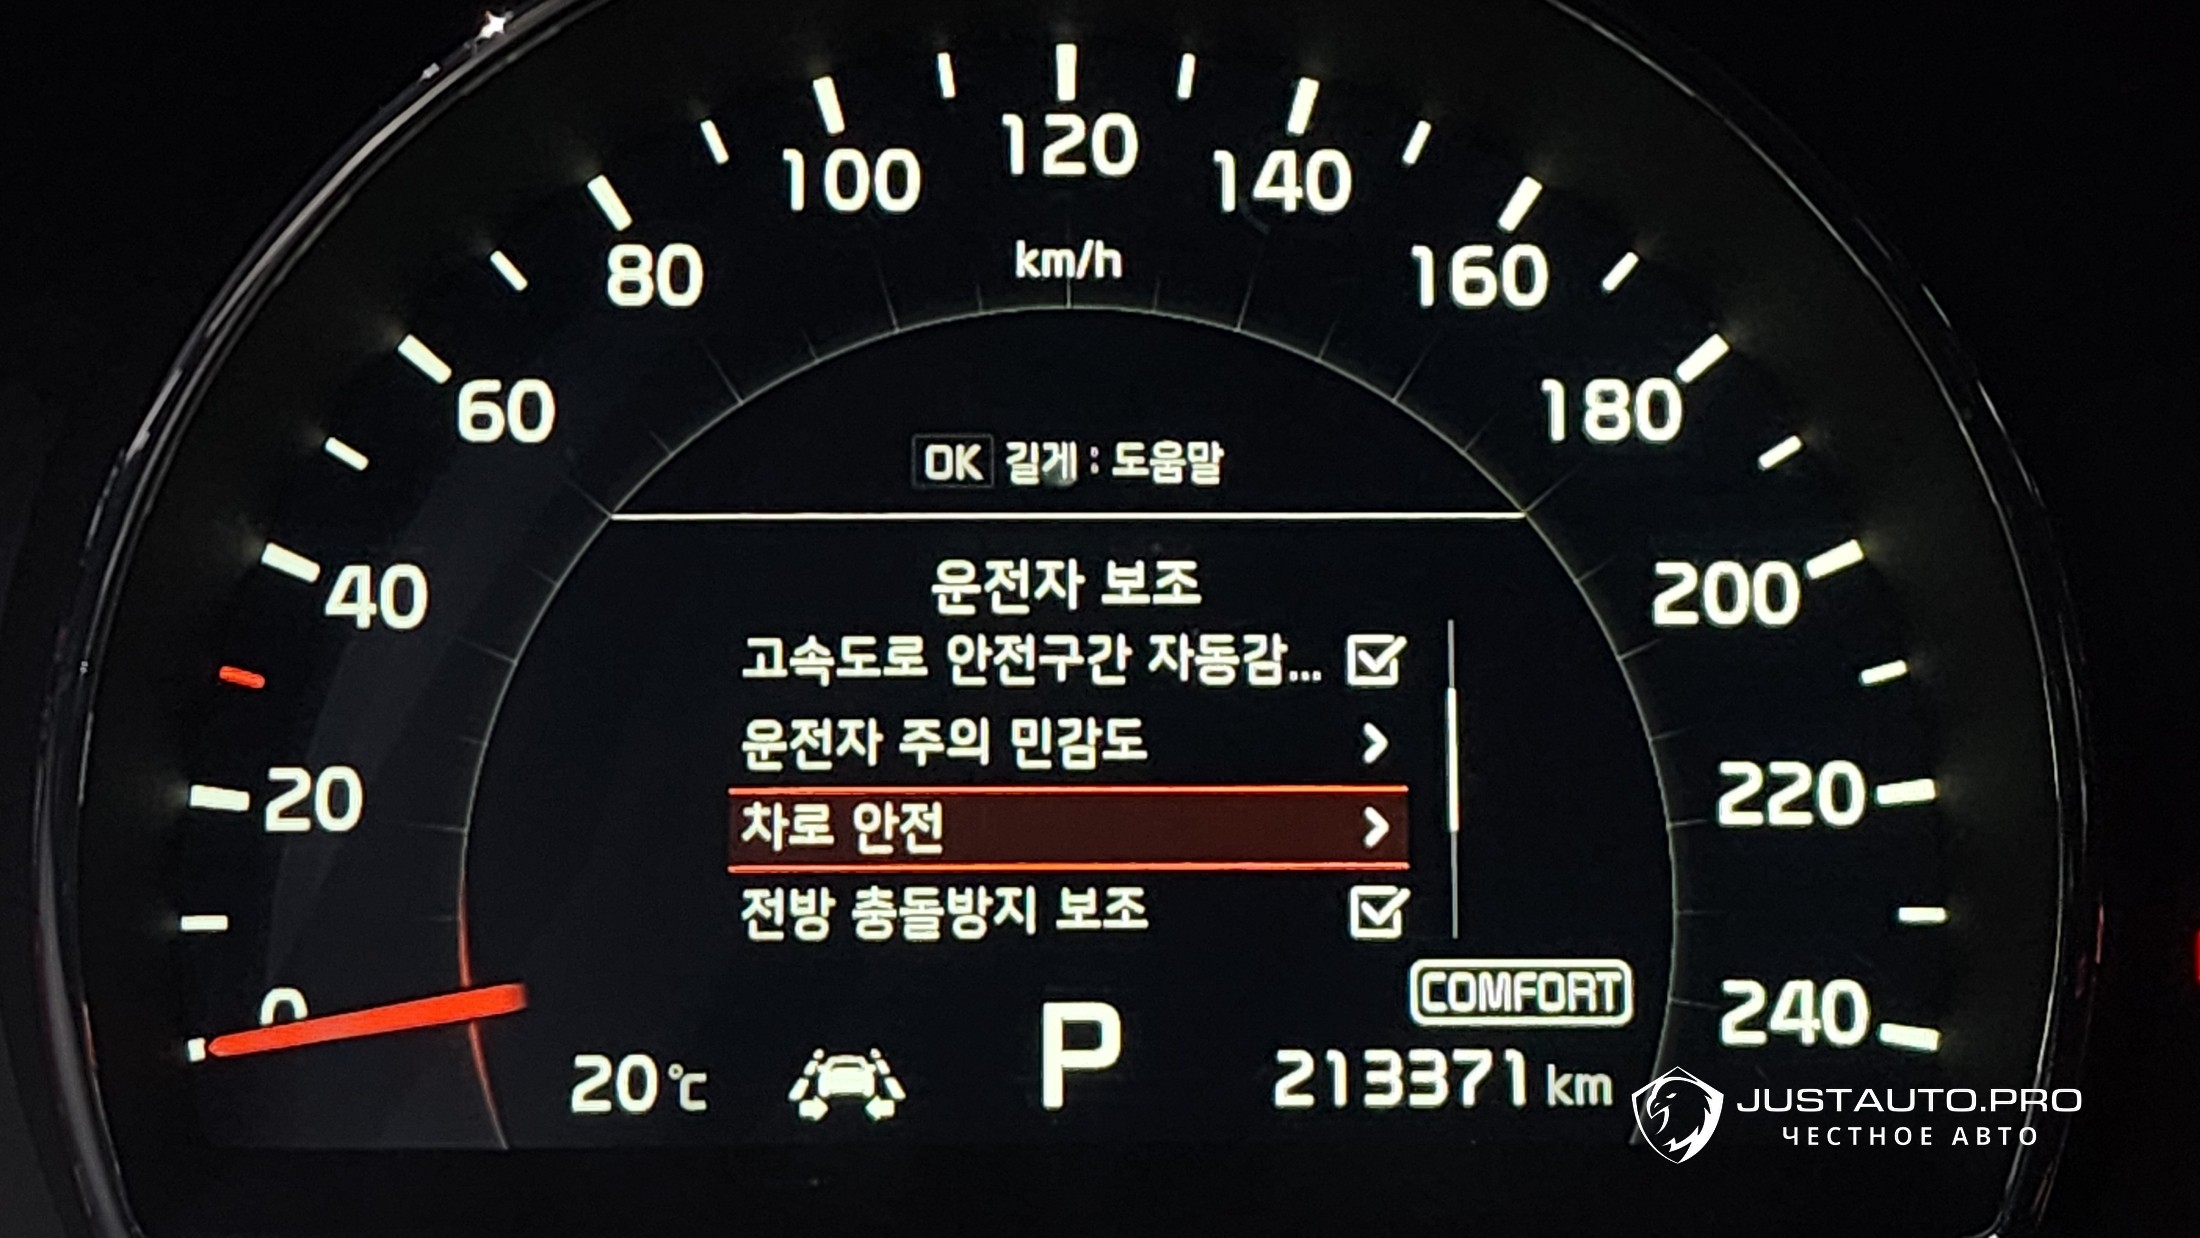 120
100
140
80
km/h
160
60
180
OK 길게 : 도움말
40
운전자 보조
200
고속도로 안전구간 자동감...
운전자 주의 민감도
20
220
차로 안전
전방 충돌방지 보조
0
COMFORT
240
20 ℃
P
213371 km
JUSTAUTO.PRO
ЧЕСТНОЕ АВТО